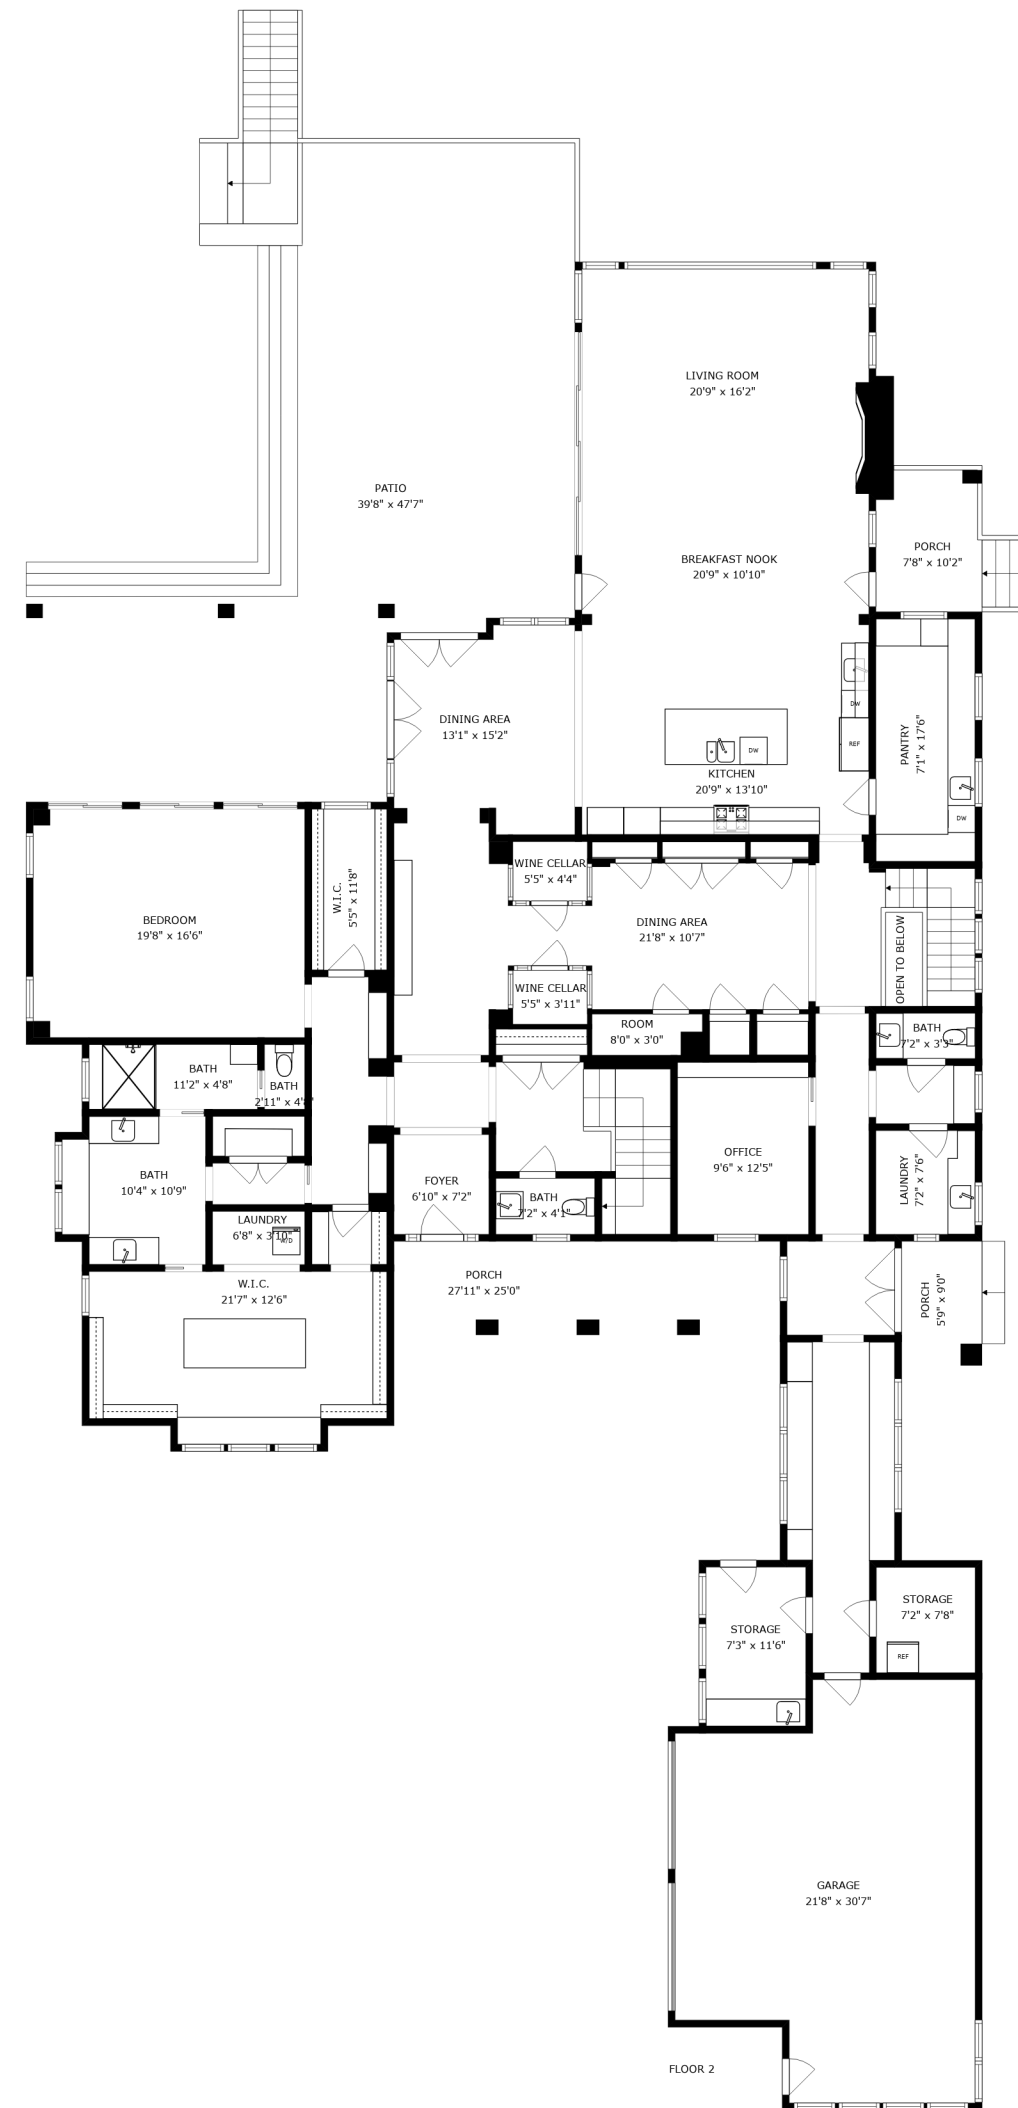 LIVING ROOM
20'9" x 16'2"
PATIO
39'8" x 47'7"
BREAKFAST NOOK
20'9" x 10'10"
PORCH
7'8" x 10'2"
DINING AREA
13'1" x 15'2"
DW
REF
PANTRY
7'1" x 17'6"
DW
KITCHEN
20'9" x 13'10"
DW
WINE CELLAR
5'5" x 4'4"
W.I.C.
5'5" x 11'8"
BEDROOM
19'8" x 16'6"
DINING AREA
21'8" x 10'7"
OPEN TO BELOW
WINE CELLAR
5'5" x 3'11"
ROOM
8'0" x 3'0"
BATH
7'2" x 3'3"
BATH
11'2" x 4'8"
BATH
2'11" x 4'8"
OFFICE
9'6" x 12'5"
BATH
10'4" x 10'9"
FOYER
6'10" x 7'2"
BATH
7'2" x 4'1"
LAUNDRY
7'2" x 7'6"
LAUNDRY
6'8" x 3'10"
W/D
W.I.C.
21'7" x 12'6"
PORCH
27'11" x 25'0"
PORCH
5'9" x 9'0"
STORAGE
7'3" x 11'6"
STORAGE
7'2" x 7'8"
REF
GARAGE
21'8" x 30'7"
FLOOR 2